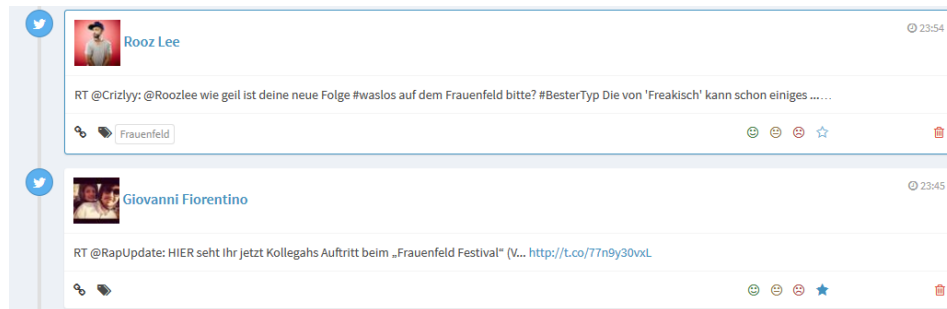 Rooz Lee
23:54
RT @Crizlyy: @Roozlee wie geil ist deine neue Folge #waslos auf dem Frauenfeld bitte? #BesterTyp Die von 'Freakisch' kann schon einiges ...…
Frauenfeld
Giovanni Fiorentino
23:45
RT @RapUpdate: HIER seht Ihr jetzt Kollegahs Auftritt beim „Frauenfeld Festival“ (V... http://t.co/77n9y30vxL